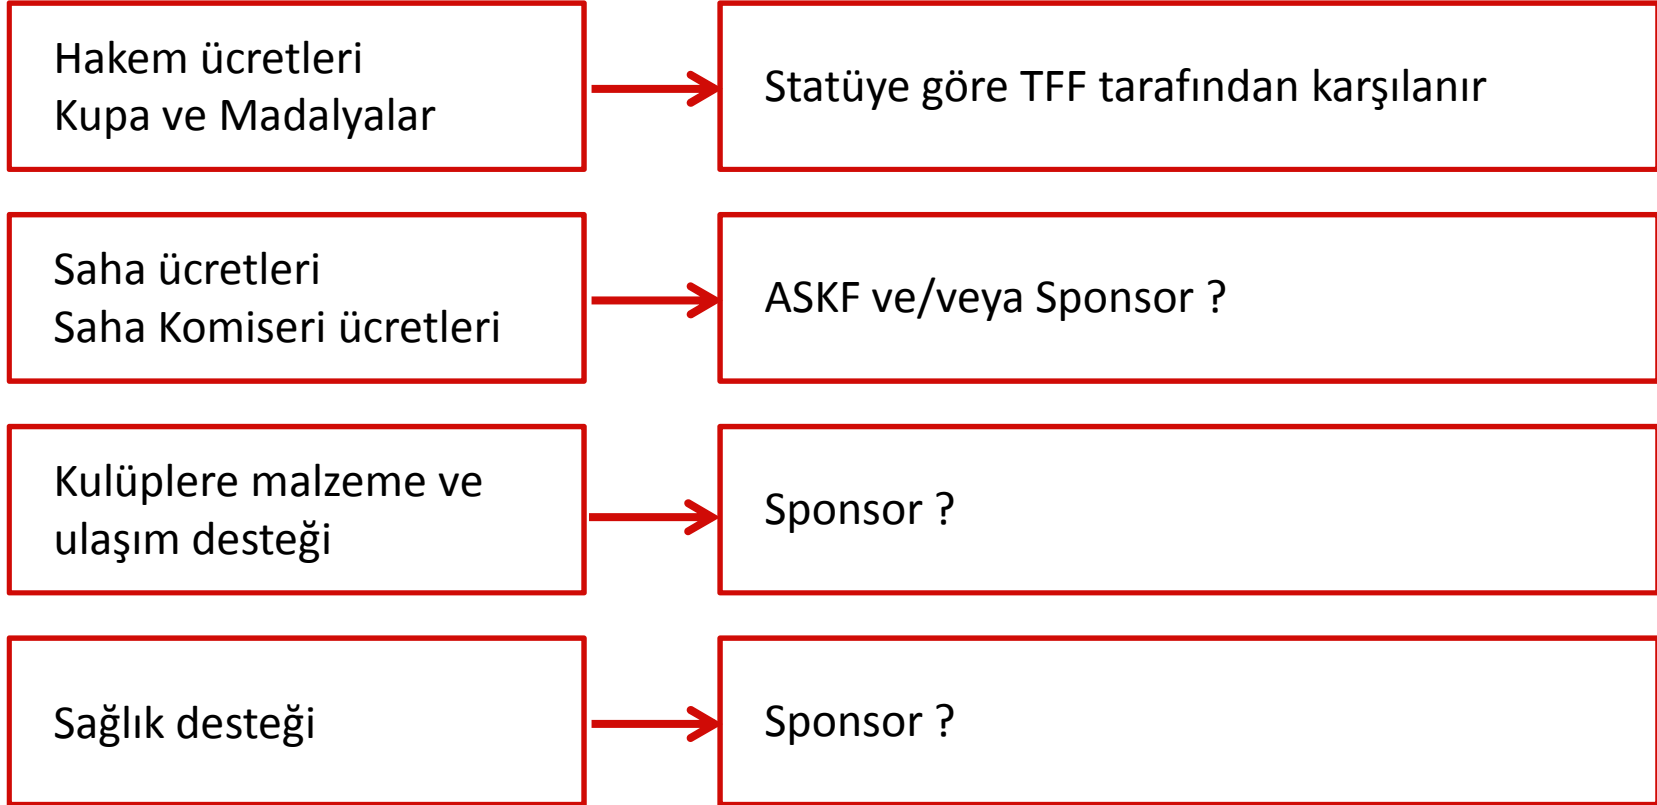 Hakem ücretleri
Kupa ve Madalyalar
Statüye göre TFF tarafından karşılanır
Saha ücretleri
Saha Komiseri ücretleri
ASKF ve/veya Sponsor ?
Kulüplere malzeme ve
ulaşım desteği
Sponsor ?
Sağlık desteği
Sponsor ?